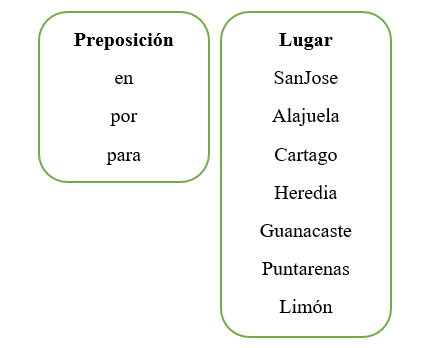 Preposición
en
por
para
Lugar
SanJose
Alajuela
Cartago
Heredia
Guanacaste
Puntarenas
Limón